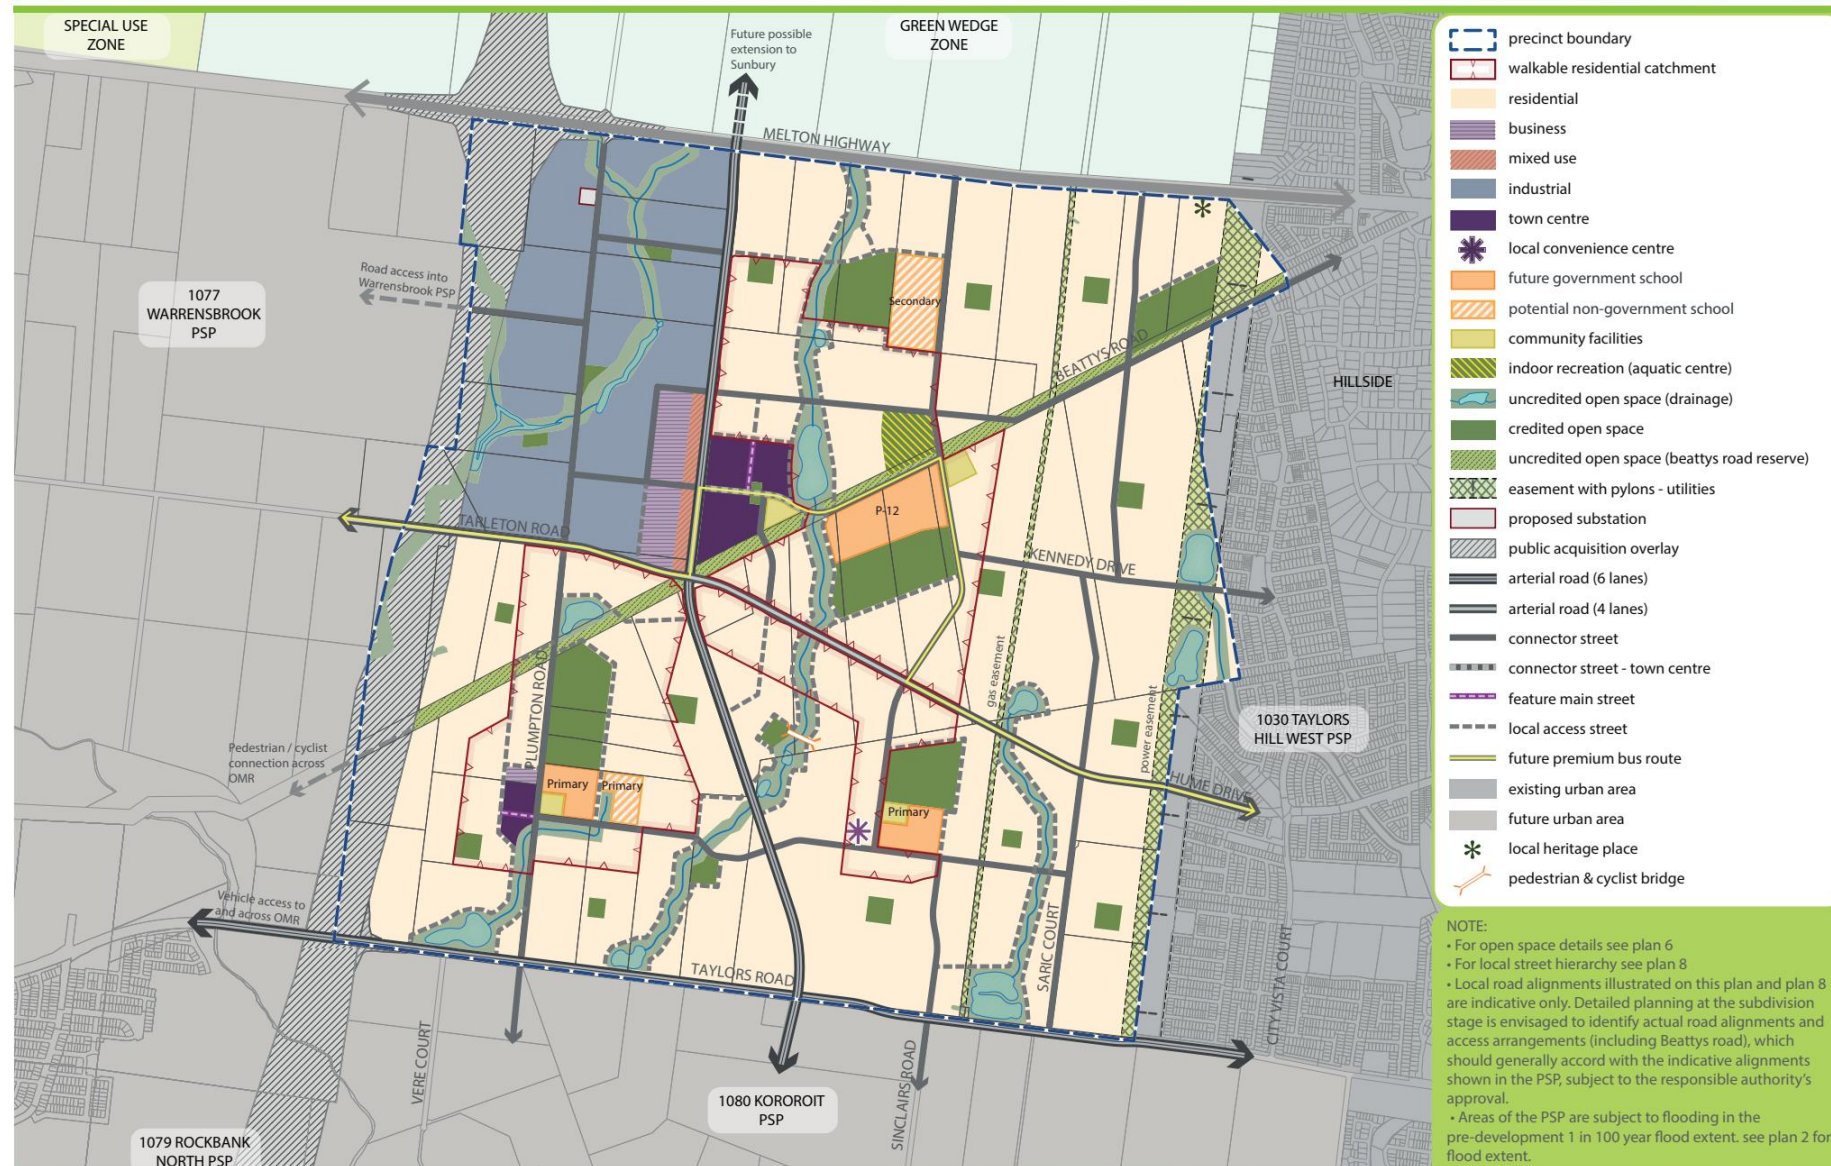 SPECIAL USE
ZONE
GREEN WEDGE
ZONE
Future possible
extension to
Sunbury
MELTON HIGHWAY
Road access into
Warrensbrook PSP
1077
WARRENSBROOK
PSP
Secondary
BEATTYS ROAD
HILLSIDE
P-12
TARLETON ROAD
KENNEDY DRIVE
PLUMPTON ROAD
gas easement
power easement
1030 TAYLORS
HILL WEST PSP
Pedestrian / cyclist
connection across
OMR
Primary
Primary
Primary
HUME DRIVE
Vehicle access to
and across OMR
TAYLORS ROAD
SARIC COURT
CITY VISTA COURT
VERE COURT
SINCLAIRS ROAD
1080 KOROROIT
PSP
1079 ROCKBANK
NORTH PSP
precinct boundary
walkable residential catchment
residential
business
mixed use
industrial
town centre
local convenience centre
future government school
potential non-government school
community facilities
indoor recreation (aquatic centre)
uncredited open space (drainage)
credited open space
uncredited open space (beattys road reserve)
easement with pylons - utilities
proposed substation
public acquisition overlay
arterial road (6 lanes)
arterial road (4 lanes)
connector street
connector street - town centre
feature main street
local access street
future premium bus route
existing urban area
future urban area
local heritage place
pedestrian & cyclist bridge
NOTE:
• For open space details see plan 6
• For local street hierarchy see plan 8
• Local road alignments illustrated on this plan and plan 8
are indicative only. Detailed planning at the subdivision
stage is envisaged to identify actual road alignments and
access arrangements (including Beattys road), which
should generally accord with the indicative alignments
shown in the PSP, subject to the responsible authority's
approval.
• Areas of the PSP are subject to flooding in the
pre-development 1 in 100 year flood extent. see plan 2 for
flood extent.